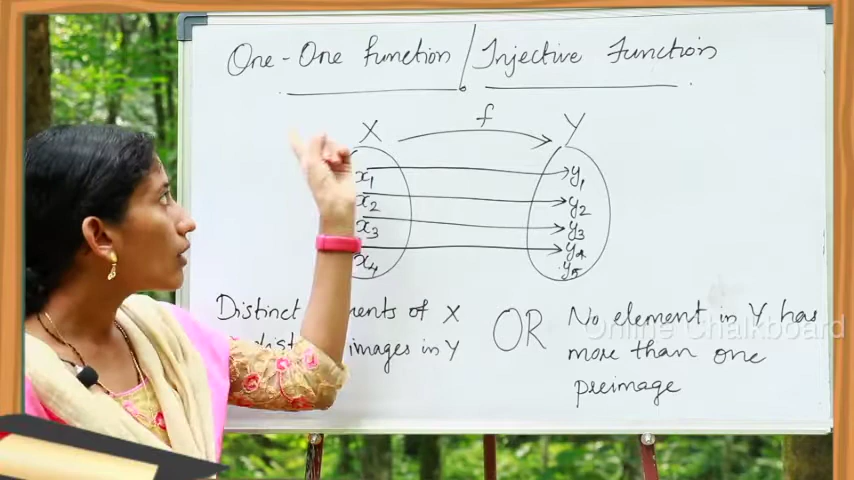 One - One Function / Injective Function
X f Y
x1 y1
x2 y2
x3 y3
x4 y4
y5
Distinct of X
images in Y
OR
No element in Y has
more than one
preimage
Online Chalkboard